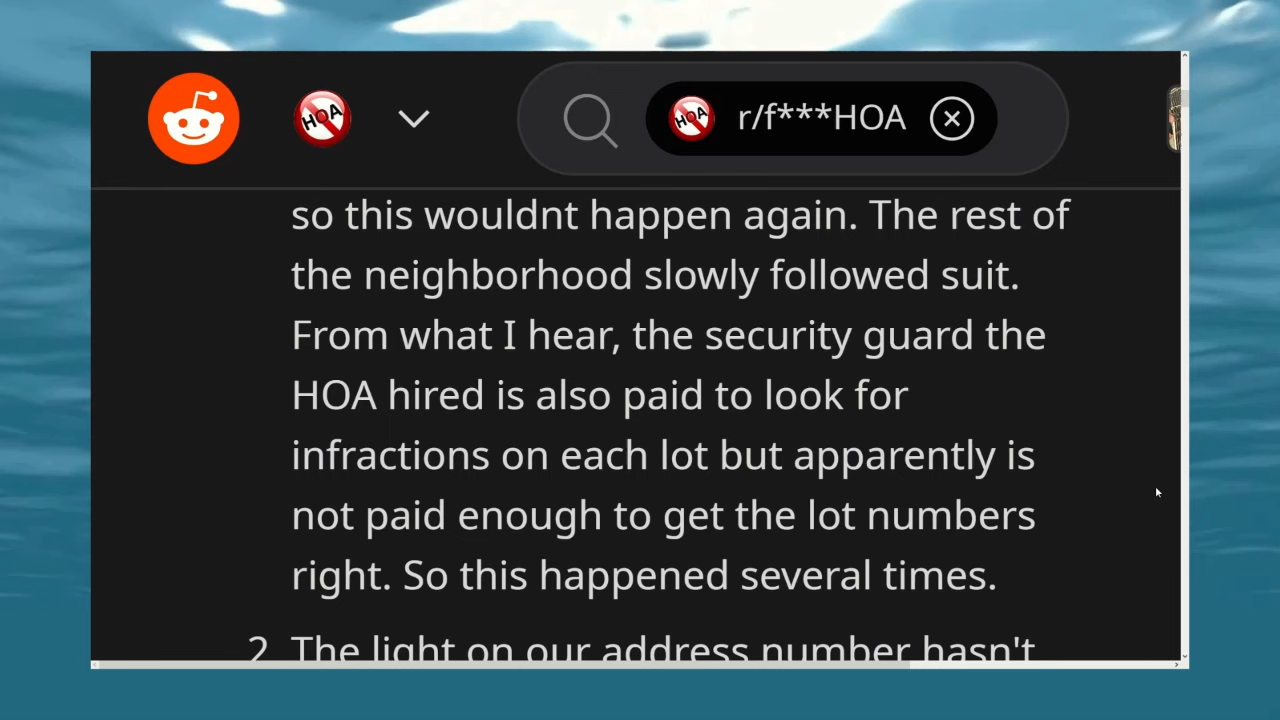 HOA
HOA r/f***HOA
so this wouldnt happen again. The rest of
the neighborhood slowly followed suit.
From what I hear, the security guard the
HOA hired is also paid to look for
infractions on each lot but apparently is
not paid enough to get the lot numbers
right. So this happened several times.
2 The light on our address number hasn't